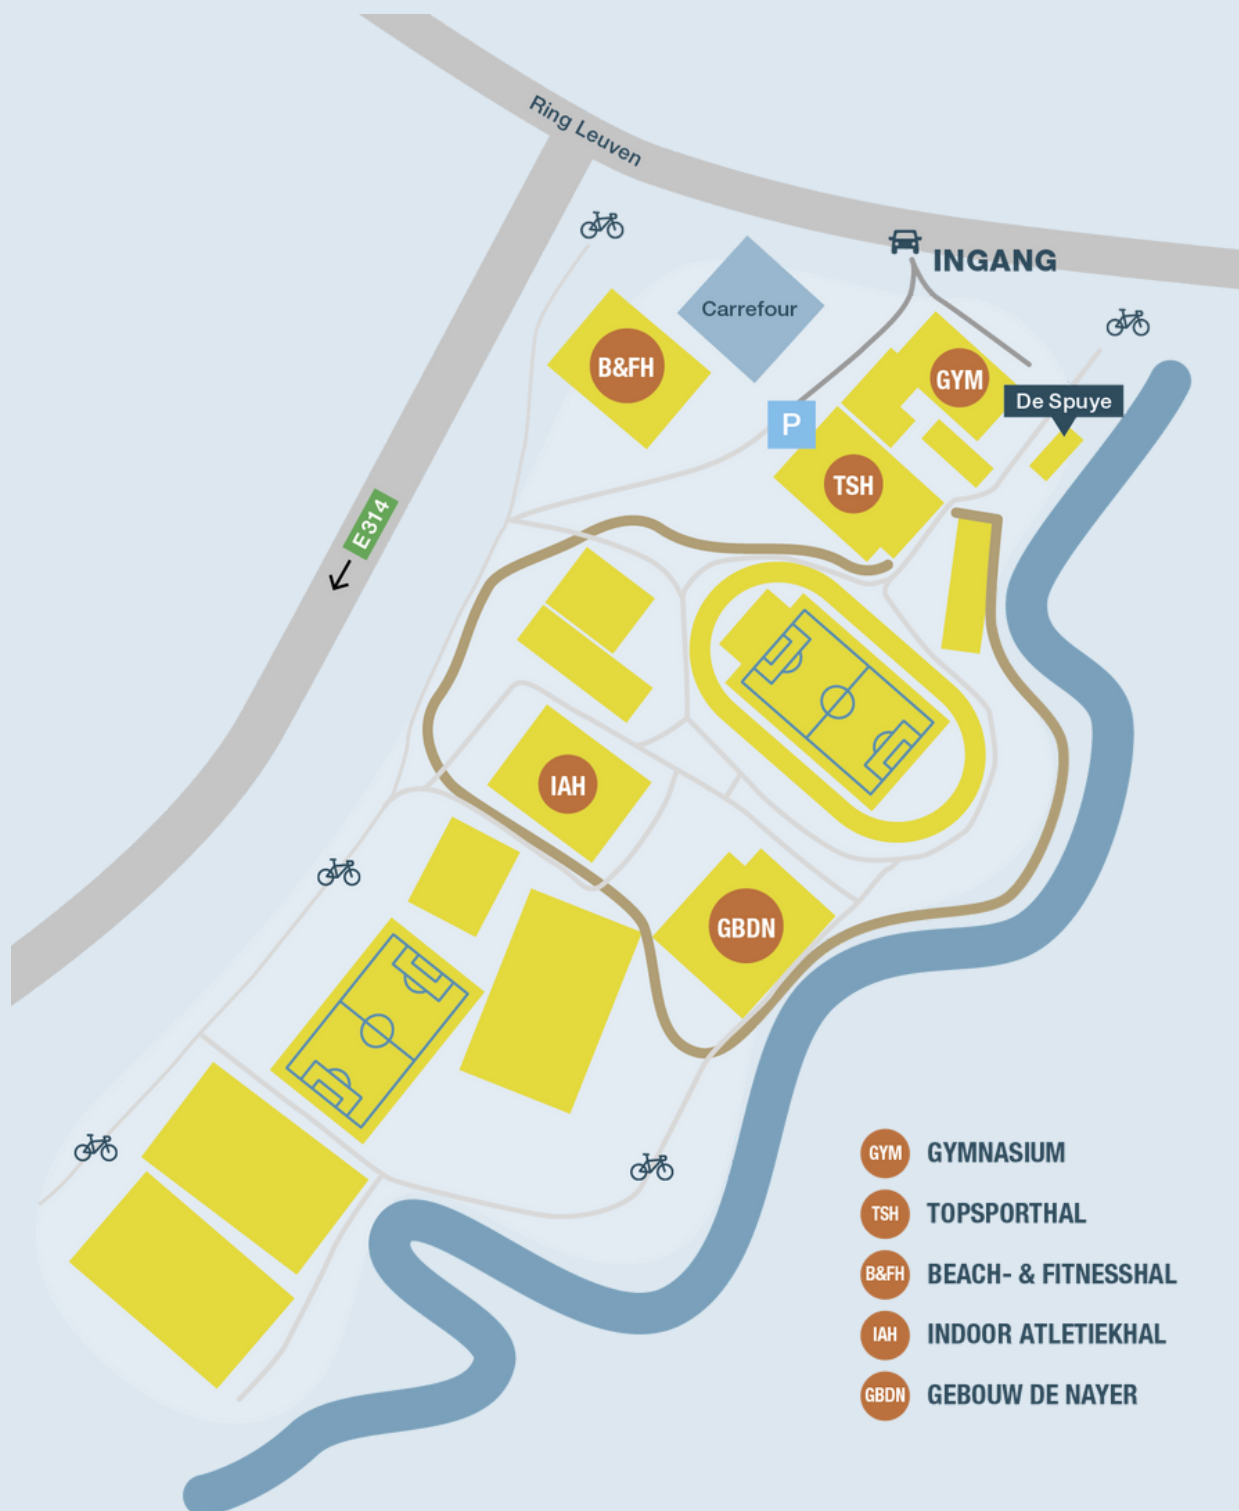 Ring Leuven
INGANG
Carrefour
B&FH
GYM
De Spuye
P
TSH
E314
IAH
GBDN
GYM GYMNASIUM
TSH TOPSPORTHAL
B&FH BEACH- & FITNESSHAL
IAH INDOOR ATLETIEKHAL
GBDN GEBOUW DE NAYER